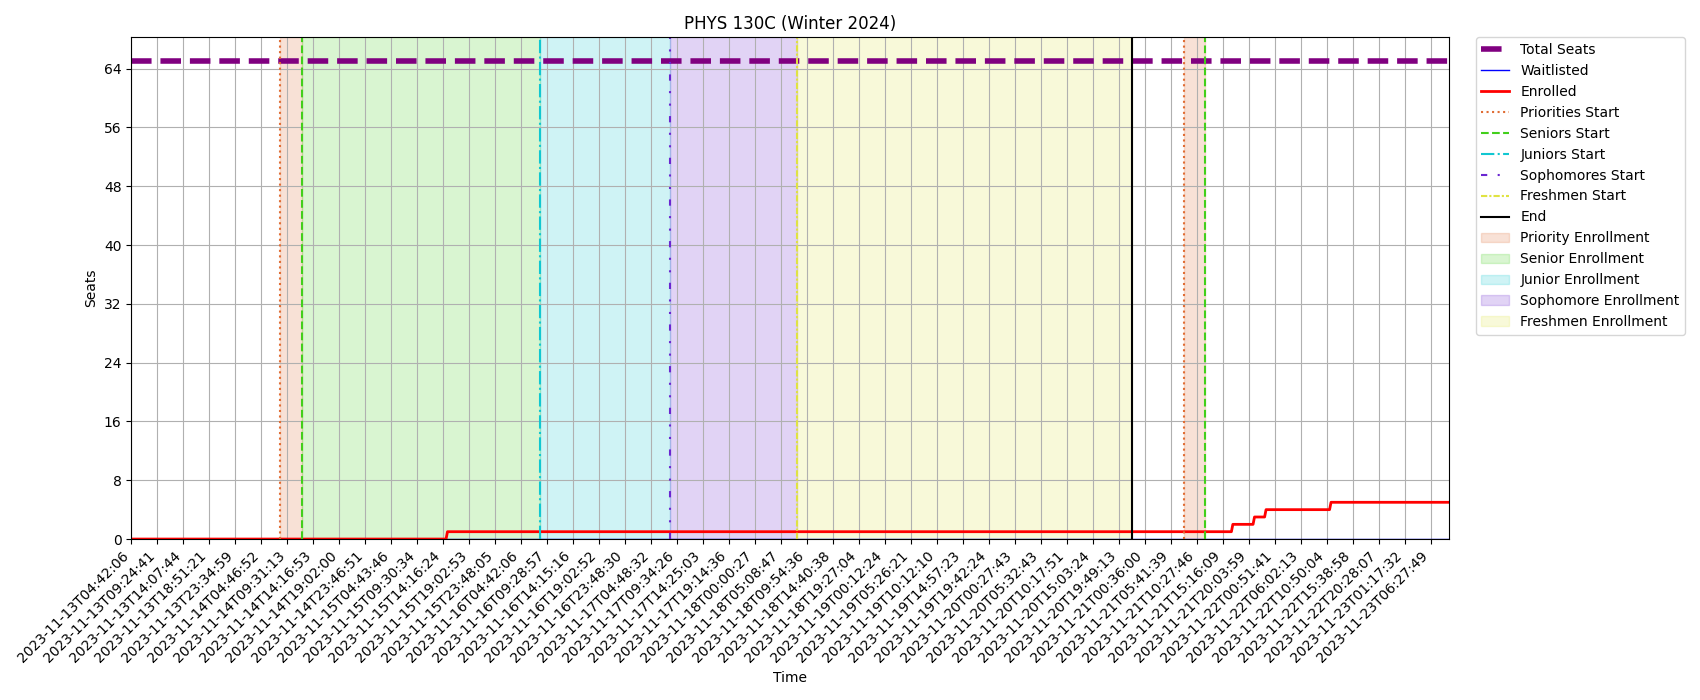 PHYS 130C (Winter 2024)
Seats
64
56
48
40
32
24
16
8
0
2023-11-13T04:42:06
2023-11-13T09:24:41
2023-11-13T14:07:44
2023-11-13T18:51:21
2023-11-13T23:34:59
2023-11-14T04:46:52
2023-11-14T09:31:13
2023-11-14T14:16:53
2023-11-14T19:02:00
2023-11-14T23:46:51
2023-11-15T04:43:46
2023-11-15T09:30:34
2023-11-15T14:16:24
2023-11-15T19:02:53
2023-11-15T23:48:05
2023-11-16T04:42:06
2023-11-16T09:28:57
2023-11-16T14:15:16
2023-11-16T19:02:52
2023-11-16T23:48:30
2023-11-17T04:48:32
2023-11-17T09:34:26
2023-11-17T14:25:03
2023-11-17T19:14:36
2023-11-18T00:00:27
2023-11-18T05:08:47
2023-11-18T09:54:36
2023-11-18T14:40:38
2023-11-18T19:27:04
2023-11-19T00:12:24
2023-11-19T05:26:21
2023-11-19T10:12:10
2023-11-19T14:57:23
2023-11-19T19:42:24
2023-11-20T00:27:43
2023-11-20T05:32:43
2023-11-20T10:17:51
2023-11-20T15:03:24
2023-11-20T19:49:13
2023-11-21T00:36:00
2023-11-21T05:41:39
2023-11-21T10:27:46
2023-11-21T15:16:09
2023-11-21T20:03:59
2023-11-22T00:51:41
2023-11-22T06:02:13
2023-11-22T10:50:04
2023-11-22T15:38:58
2023-11-22T20:28:07
2023-11-23T01:17:32
2023-11-23T06:27:49
Time
Total Seats
Waitlisted
Enrolled
Priorities Start
Seniors Start
Juniors Start
Sophomores Start
Freshmen Start
End
Priority Enrollment
Senior Enrollment
Junior Enrollment
Sophomore Enrollment
Freshmen Enrollment